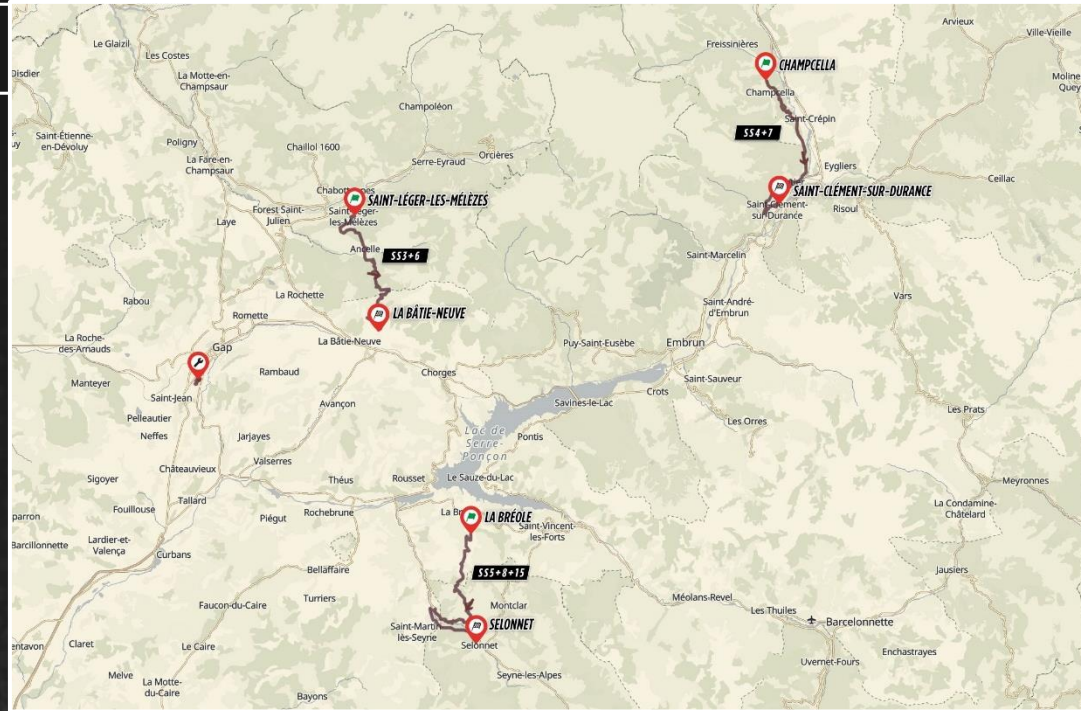 Le Glaizil
Les Costes
Disdier
La Motte-en-
Champsaur
Saint-Étienne-
en-Dévoluy
Poligny
La Fare-en-
Champsaur
Chaillol 1600
Champoléon
Serre-Eyraud
Orcières
Laye
Forest Saint-
Julien
SAINT-LÉGER-LES-MÉLÈZES
les-Mélèzes
Ancelle
SS3+6
Freissinières
CHAMPCELLA
Champcella
Saint-Crépin
SS4+7
Arvieux
Ville-Vieille
Eygliers
Ceillac
SAINT-CLÉMENT-SUR-DURANCE
sur-Durance
Risoul
Saint-Marcelin
Vars
Rabou
La Rochette
Romette
LA BÂTIE-NEUVE
La Bâtie-Neuve
La Roche-
des-Arnauds
Gap
Manteyer
Rambaud
Saint-Jean
Pelleautier
Neffes
Avançon
Chorges
Puy-Saint-Eusèbe
Saint-André-
d'Embrun
Embrun
Saint-Sauveur
Savines-le-Lac
Crots
Les Orres
Les Prats
Lac de
Serre-
Ponçon
Pontis
Jarjayes
Valserres
Châteauvieux
Sigoyer
Tallard
Théus
Rousset
Le Sauze-du-Lac
Fouillouse
Piégut
Rochebrune
Lardier-et-
Valença
Barcillonnette
Curbans
LA BRÉOLE
Saint-Vincent-
les-Forts
SS5+8+15
Bellaffaire
Turriers
Faucon-du-Caire
Claret
Le Caire
Melve
La Motte-
du-Caire
Bayons
Saint-Martin-
lès-Seyne
Montclar
SELONNET
Selonnet
Seyne-les-Alpes
Méolans-Revel
Les Thuiles
Barcelonnette
Uvernet-Fours
Enchastrayes
Jausiers
La Condamine-
Châtelard
Meyronnes